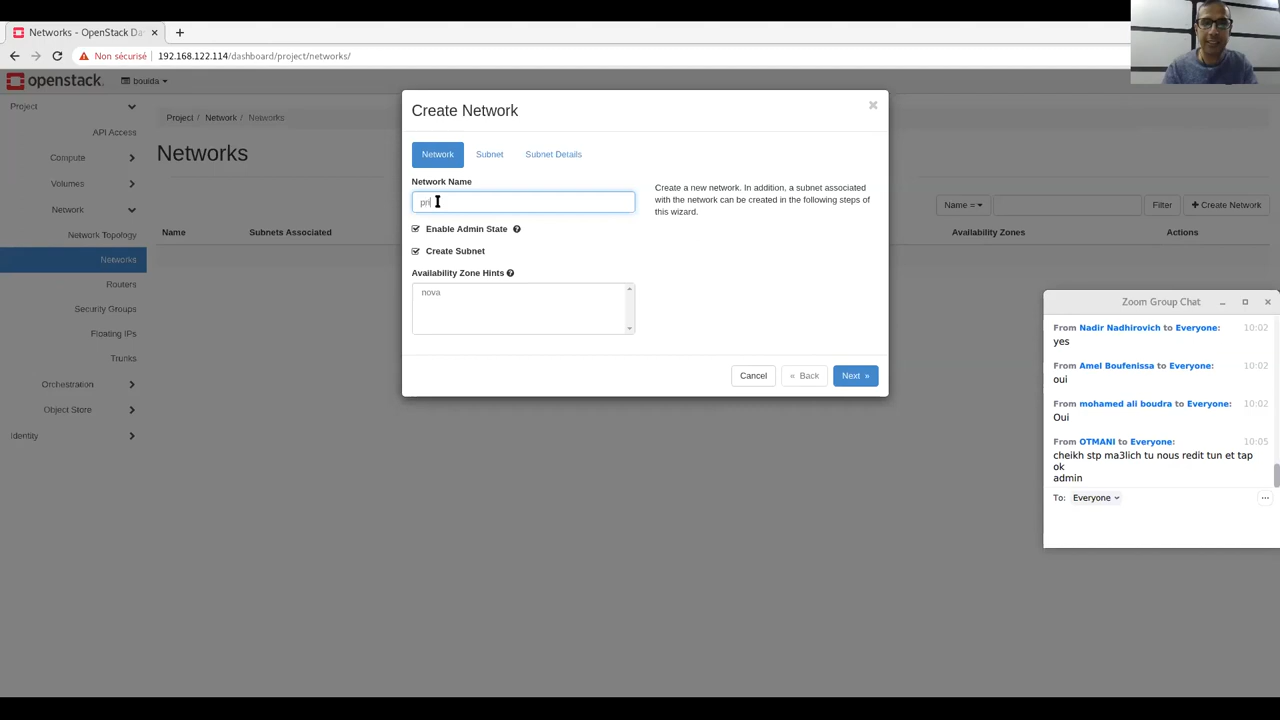 Networks - OpenStack Da
Non sécurisé 192.168.122.114/dashboard/project/networks/
openstack. bouida
Project
API Access
Compute
Volumes
Network
Network Topology
Networks
Routers
Security Groups
Floating IPs
Trunks
Orchestration
Object Store
Identity
Project / Network / Networks
Networks
Name = Filter Create Network
Name Subnets Associated Availability Zones Actions
Create Network
Network Subnet Subnet Details
Network Name
pri
Enable Admin State
Create Subnet
Availability Zone Hints
nova
Create a new network. In addition, a subnet associated
with the network can be created in the following steps of
this wizard.
Cancel « Back Next »
Zoom Group Chat
From Nadir Nadhirovich to Everyone: 10:02
yes
From Amel Boufenissa to Everyone: 10:02
oui
From mohamed ali boudra to Everyone: 10:02
Oui
From OTMANI to Everyone: 10:05
cheikh stp ma3lich tu nous redit tun et tap
ok
admin
To: Everyone